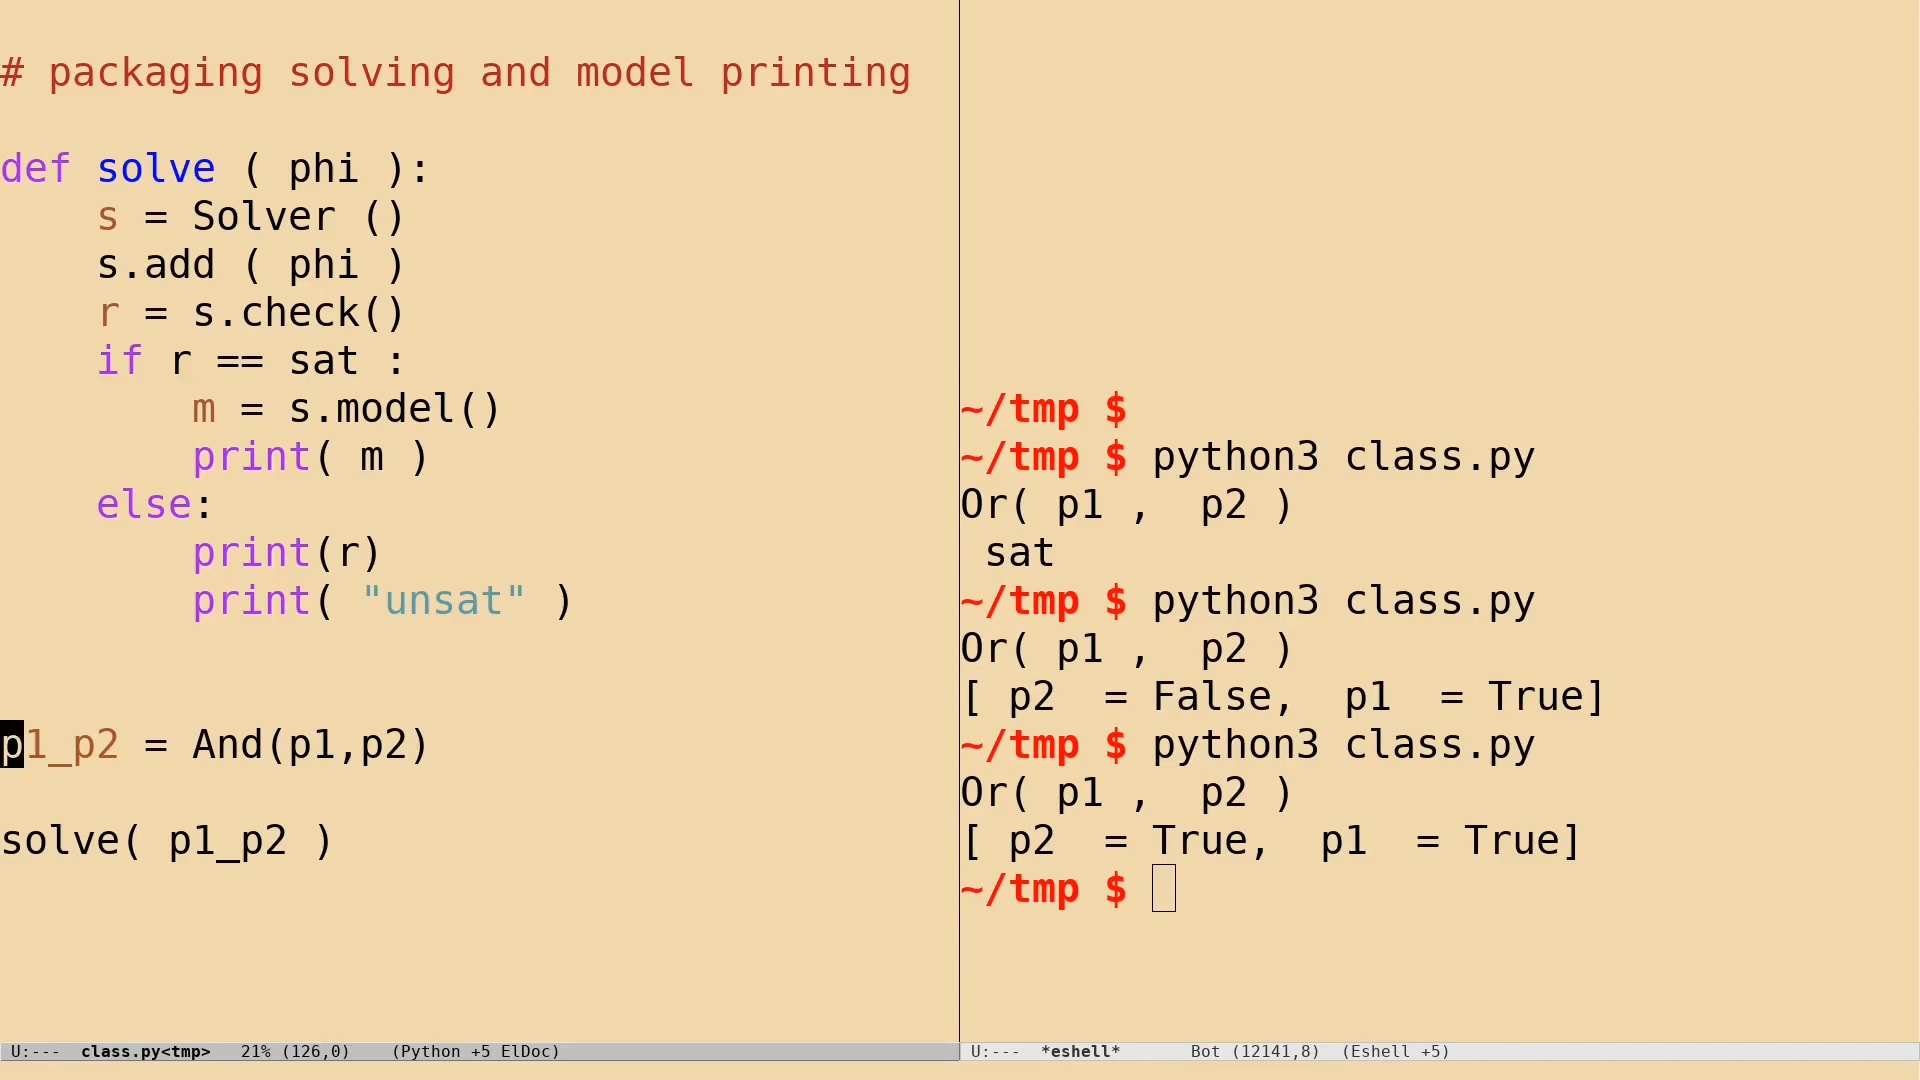 # packaging solving and model printing
def solve ( phi ):
    s = Solver ()
    s.add ( phi )
    r = s.check()
    if r == sat :
        m = s.model()
        print( m )
    else:
        print(r)
        print( "unsat" )
p1_p2 = And(p1,p2)
solve( p1_p2 )
U:---  class.py<tmp>   21% (126,0)    (Python +5 ElDoc)
~/tmp $
~/tmp $ python3 class.py
Or( p1 ,  p2 )
 sat
~/tmp $ python3 class.py
Or( p1 ,  p2 )
[ p2  = False,  p1  = True]
~/tmp $ python3 class.py
Or( p1 ,  p2 )
[ p2  = True,  p1  = True]
~/tmp $
U:---  *eshell*       Bot (12141,8)  (Eshell +5)